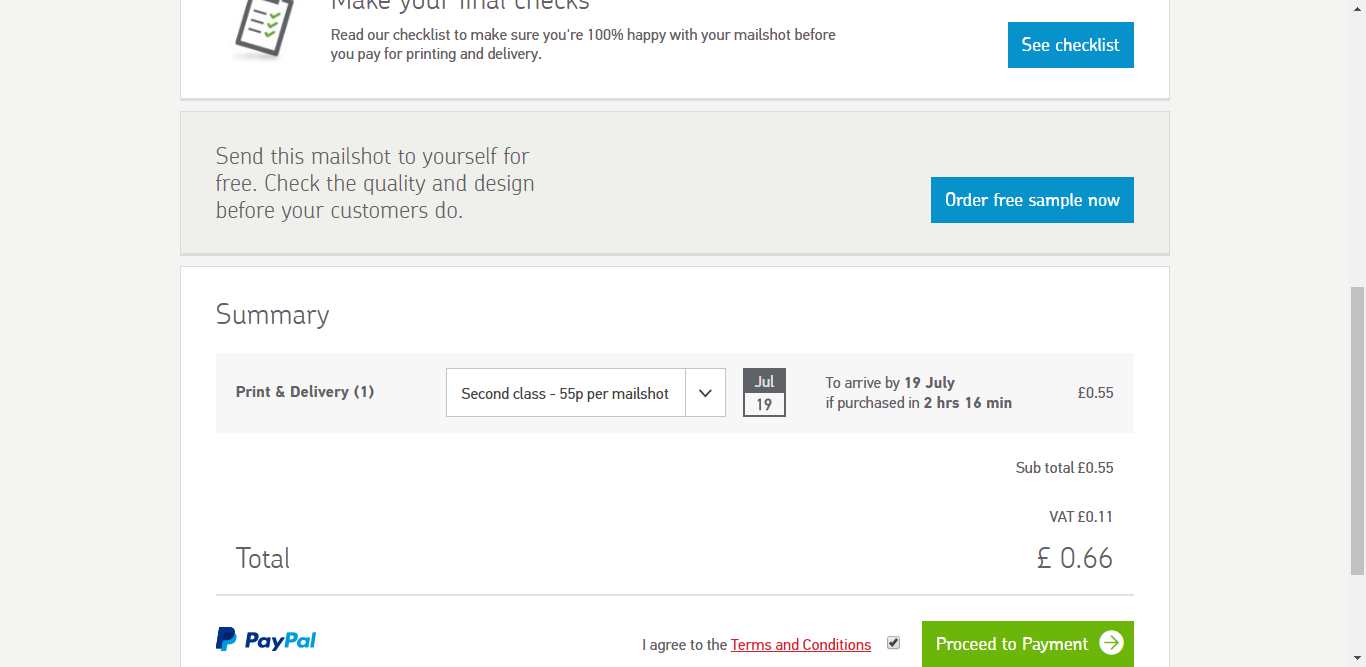 Make your final checks
Read our checklist to make sure you're 100% happy with your mailshot before
you pay for printing and delivery.
See checklist
Send this mailshot to yourself for
free. Check the quality and design
before your customers do.
Order free sample now
Summary
Print & Delivery (1)
Second class - 55p per mailshot
Jul
19
To arrive by 19 July
if purchased in 2 hrs 16 min
£0.55
Sub total £0.55
VAT £0.11
Total
£ 0.66
PayPal
I agree to the Terms and Conditions
Proceed to Payment